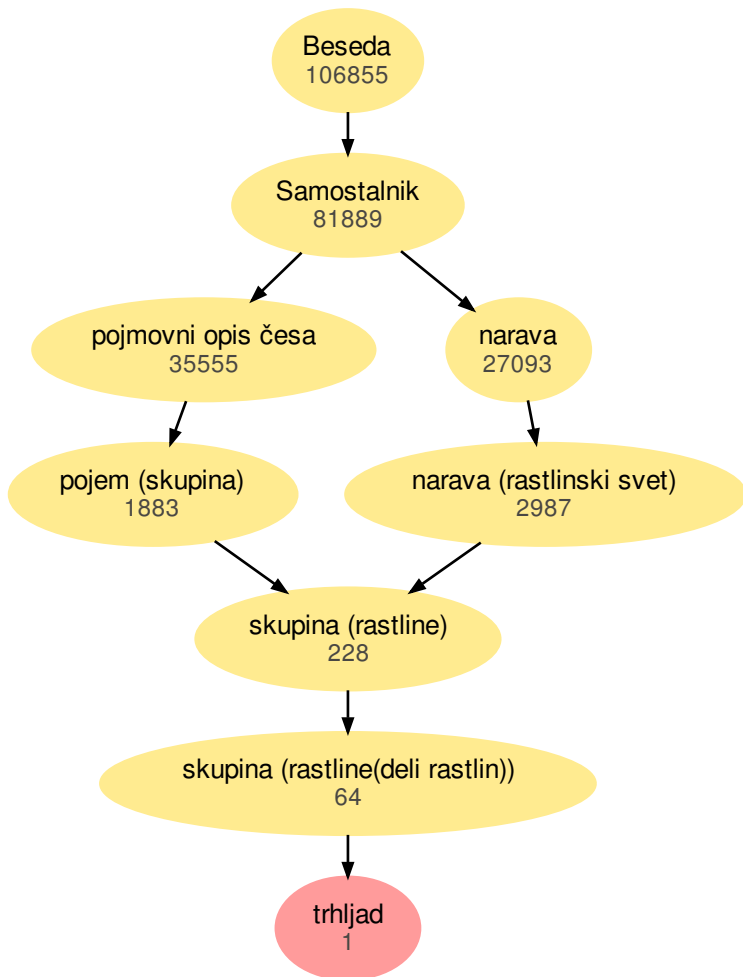 Beseda
106855
Samostalnik
81889
pojmovni opis česa
35555
narava
27093
pojem (skupina)
1883
narava (rastlinski svet)
2987
skupina (rastline)
228
skupina (rastline(deli rastlin))
64
trhljad
1